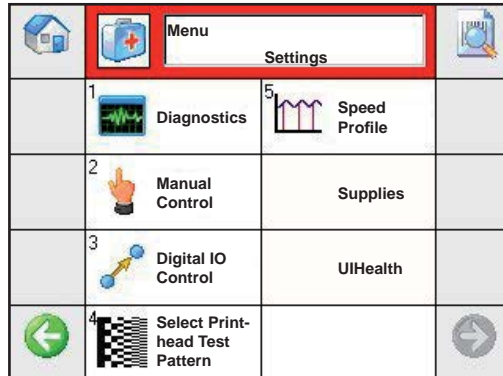 Menu
Settings
1
Diagnostics
5
Speed
Profile
2
Manual
Control
Supplies
3
Digital IO
Control
UIHealth
4
Select Print-
head Test
Pattern